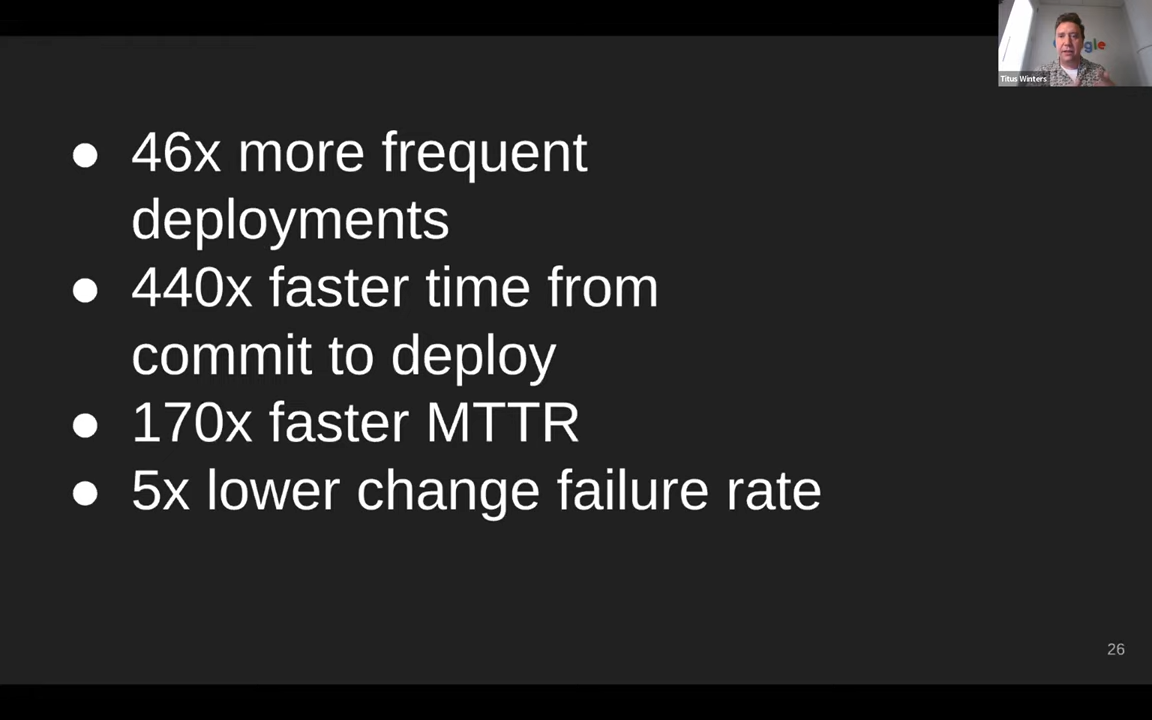 ● 46x more frequent
deployments
● 440x faster time from
commit to deploy
● 170x faster MTTR
● 5x lower change failure rate
26
gle
Titus Winters